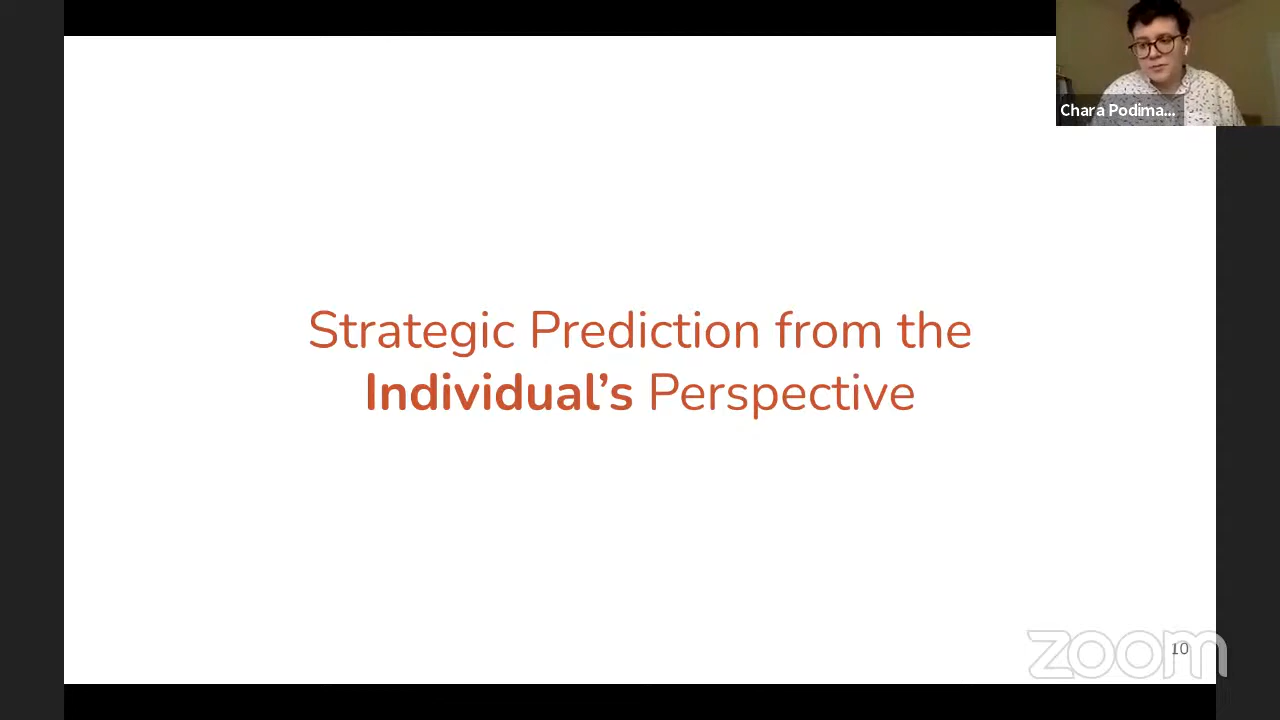 Chara Podima...
Strategic Prediction from the
Individual’s Perspective
zoom
10